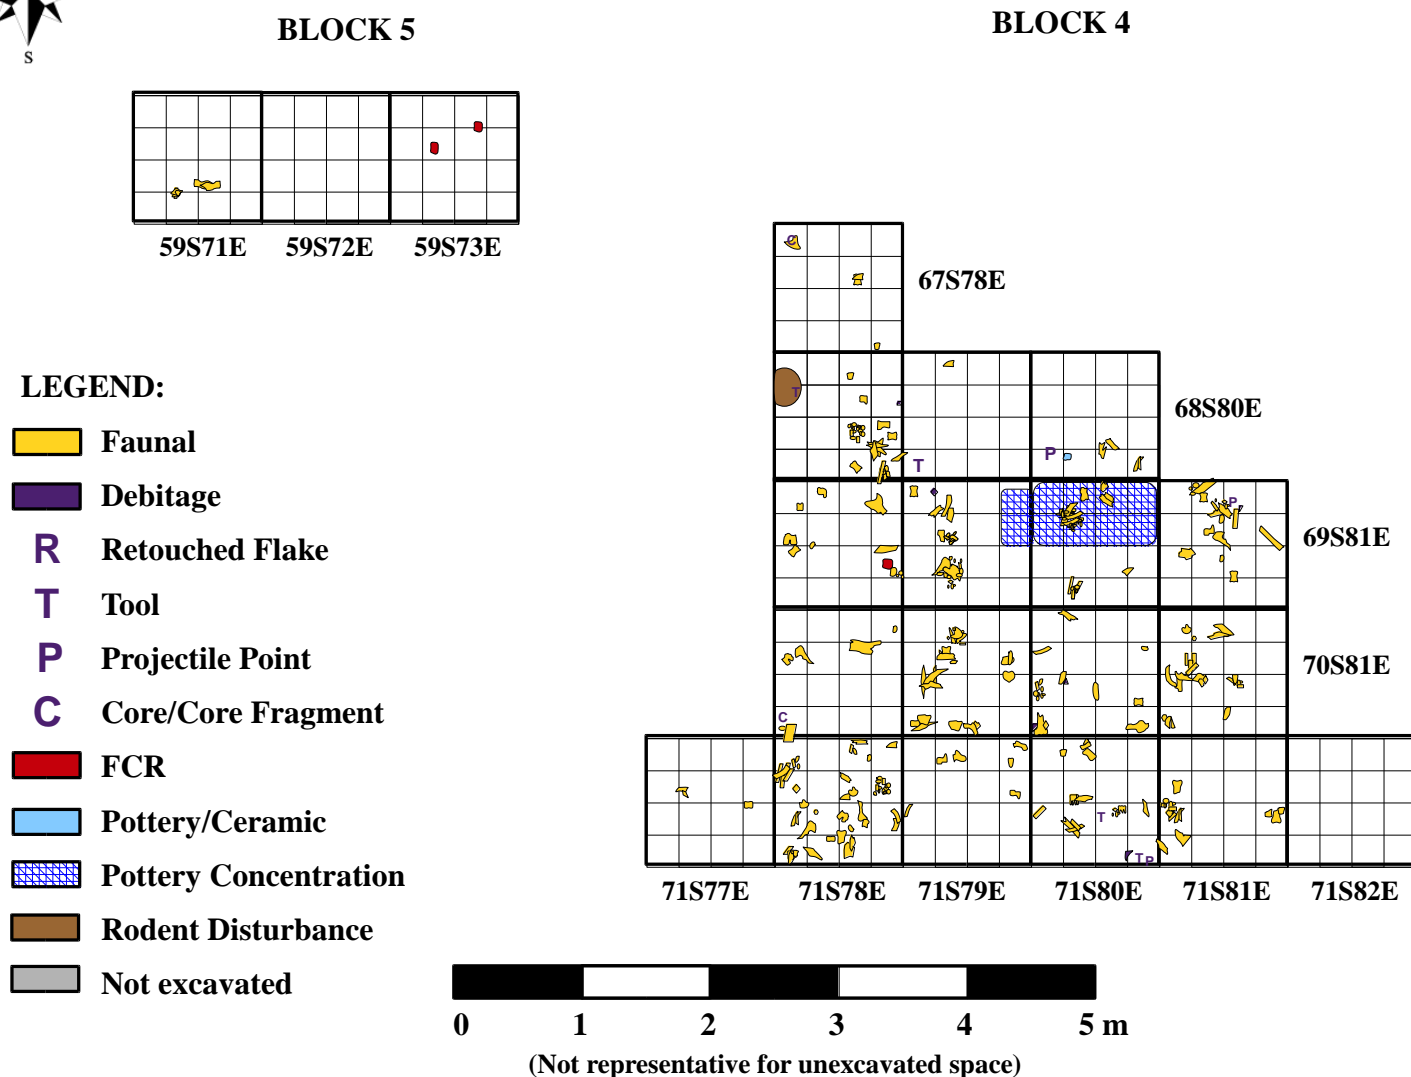 S
BLOCK 5
BLOCK 4
59S71E
59S72E
59S73E
C
67S78E
LEGEND:
Faunal
Debitage
R Retouched Flake
T Tool
P Projectile Point
C Core/Core Fragment
FCR
Pottery/Ceramic
Pottery Concentration
Rodent Disturbance
Not excavated
T
68S80E
P
T
P
69S81E
70S81E
C
T
T P
71S77E
71S78E
71S79E
71S80E
71S81E
71S82E
0 1 2 3 4 5 m
(Not representative for unexcavated space)